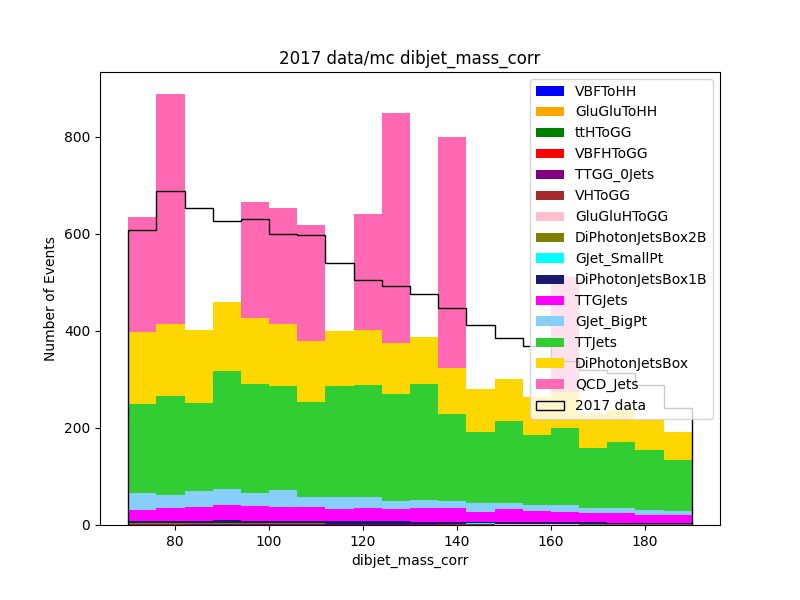 2017 data/mc dibjet_mass_corr
Number of Events
800
600
400
200
0
80
100
120
140
160
180
dibjet_mass_corr
VBFToHH
GluGluToHH
ttHToGG
VBFHToGG
TTGG_0Jets
VHToGG
GluGluHToGG
DiPhotonJetsBox2B
GJet_SmallPt
DiPhotonJetsBox1B
TTGJets
GJet_BigPt
TTJets
DiPhotonJetsBox
QCD_Jets
2017 data